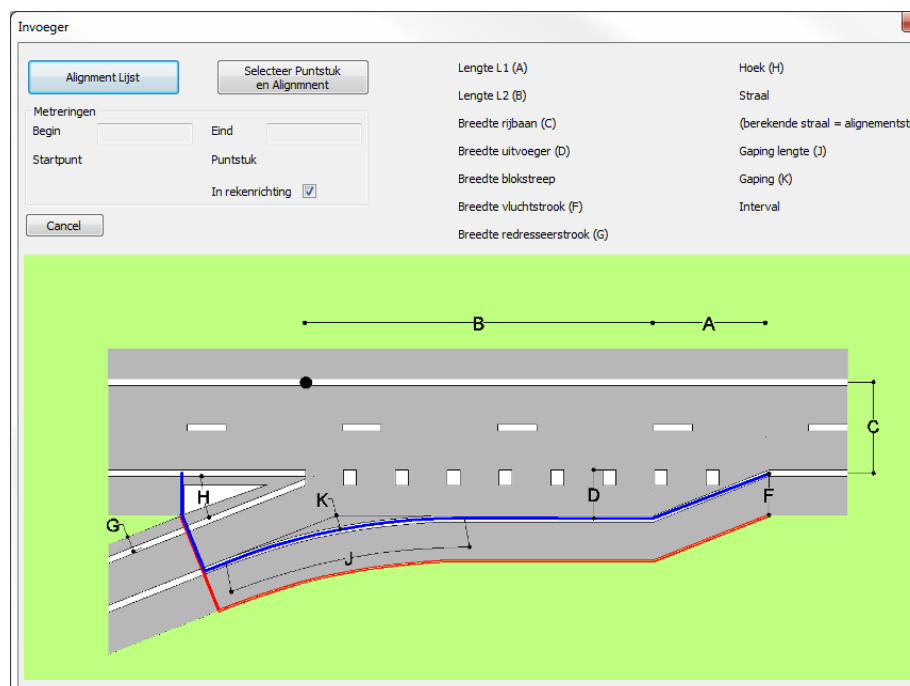 Invoeger
Alignment Lijst
Selecteer Puntstuk
en Alignmnent
Metreringen
Begin
Eind
Startpunt
Puntstuk
In rekenrichting
Cancel
Lengte L1 (A)
Lengte L2 (B)
Breedte rijbaan (C)
Breedte uitvoeger (D)
Breedte blokstreep
Breedte vluchtstrook (F)
Breedte redresseerstrook (G)
Hoek (H)
Straal
(berekende straal = alignementst
Gaping lengte (J)
Gaping (K)
Interval
B
A
C
H
D
F
K
G
J